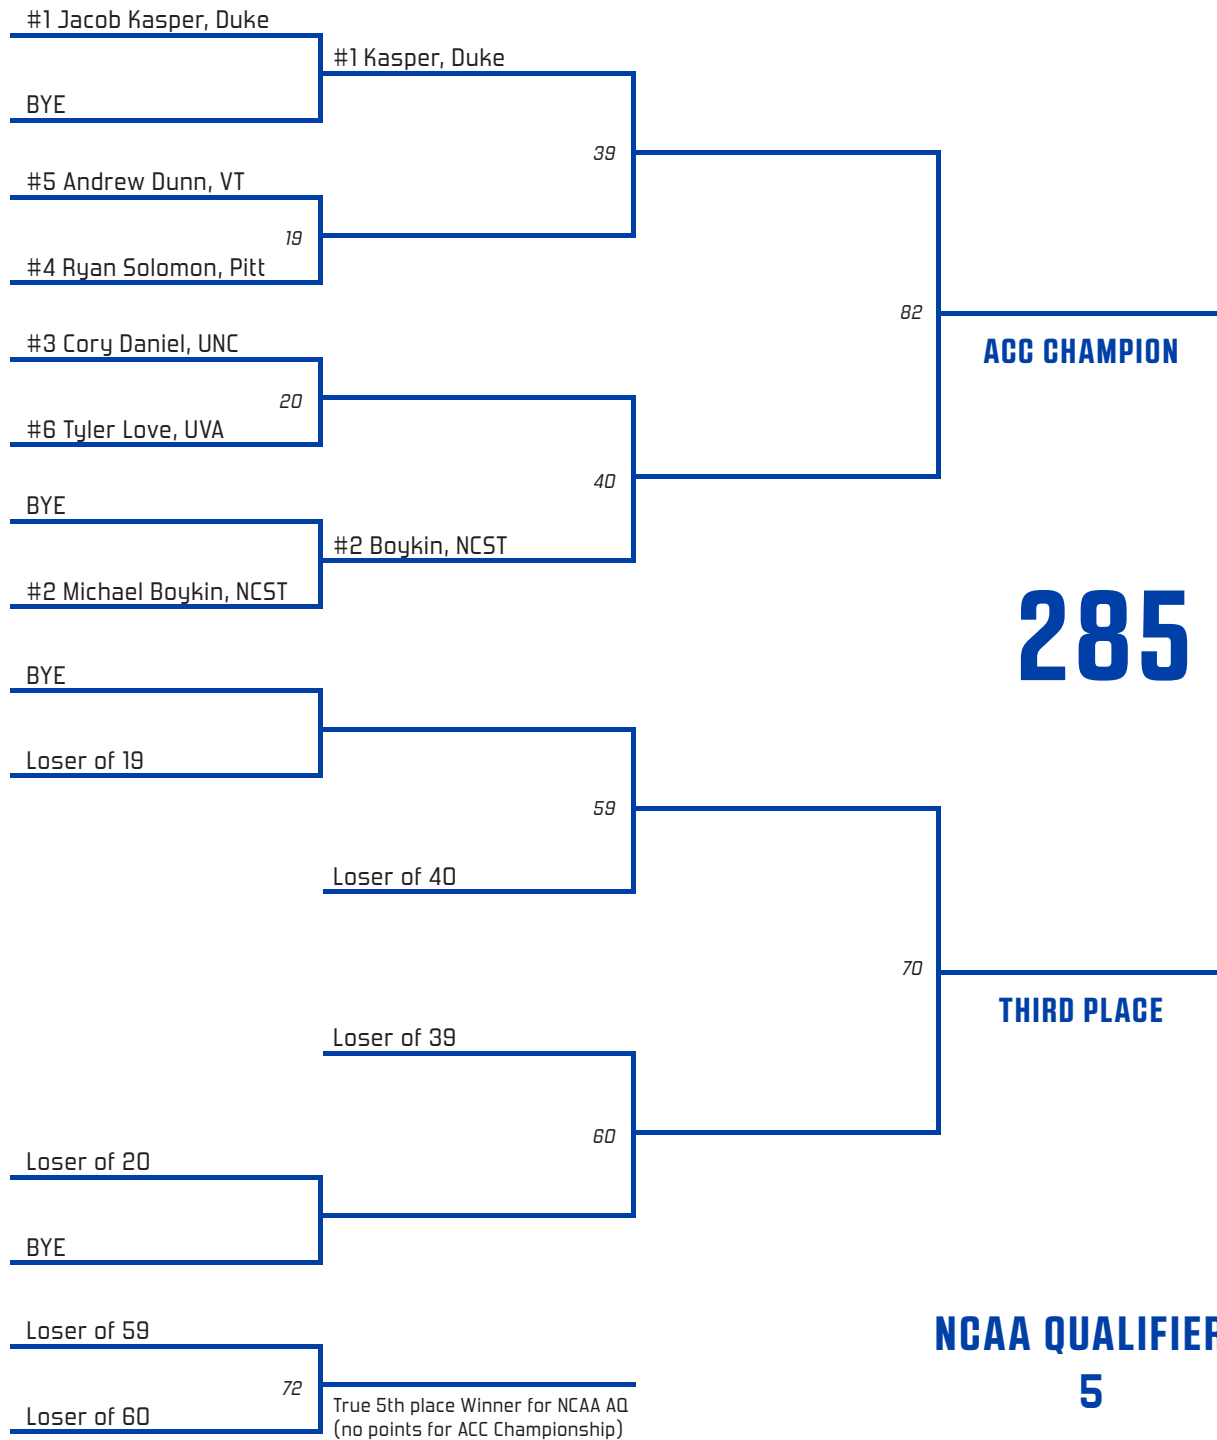 #1 Jacob Kasper, Duke
#1 Kasper, Duke
BYE
39
#5 Andrew Dunn, VT
19
#4 Ryan Solomon, Pitt
82
#3 Cory Daniel, UNC
ACC CHAMPION
20
#6 Tyler Love, UVA
40
BYE
#2 Boykin, NCST
#2 Michael Boykin, NCST
285
BYE
Loser of 19
59
Loser of 40
70
THIRD PLACE
Loser of 39
60
Loser of 20
BYE
Loser of 59
NCAA QUALIFIER
72
5
True 5th place Winner for NCAA AQ
Loser of 60
(no points for ACC Championship)